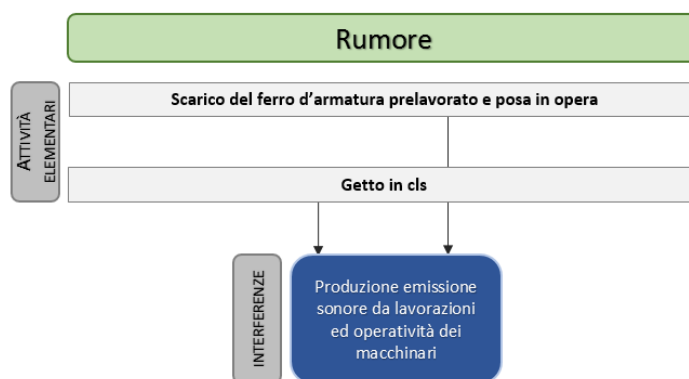 Rumore
ATTIVITÀ
ELEMENTARI
Scarico del ferro d'armatura prelavorato e posa in opera
Getto in cls
INTERFERENZE
Produzione emissione
sonore da lavorazioni
ed operatività dei
macchinari